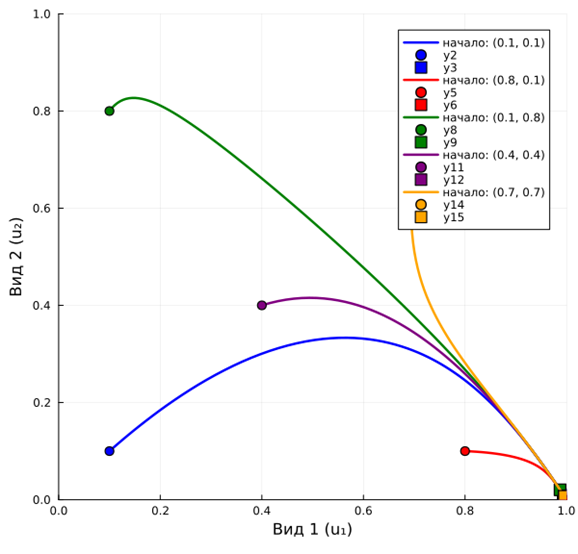 1.0
0.8
0.6
0.4
0.2
0.0
0.0 0.2 0.4 0.6 0.8 1.0
Вид 2 (u₂)
Вид 1 (u₁)
начало: (0.1, 0.1)
y2
y3
начало: (0.8, 0.1)
y5
y6
начало: (0.1, 0.8)
y8
y9
начало: (0.4, 0.4)
y11
y12
начало: (0.7, 0.7)
y14
y15